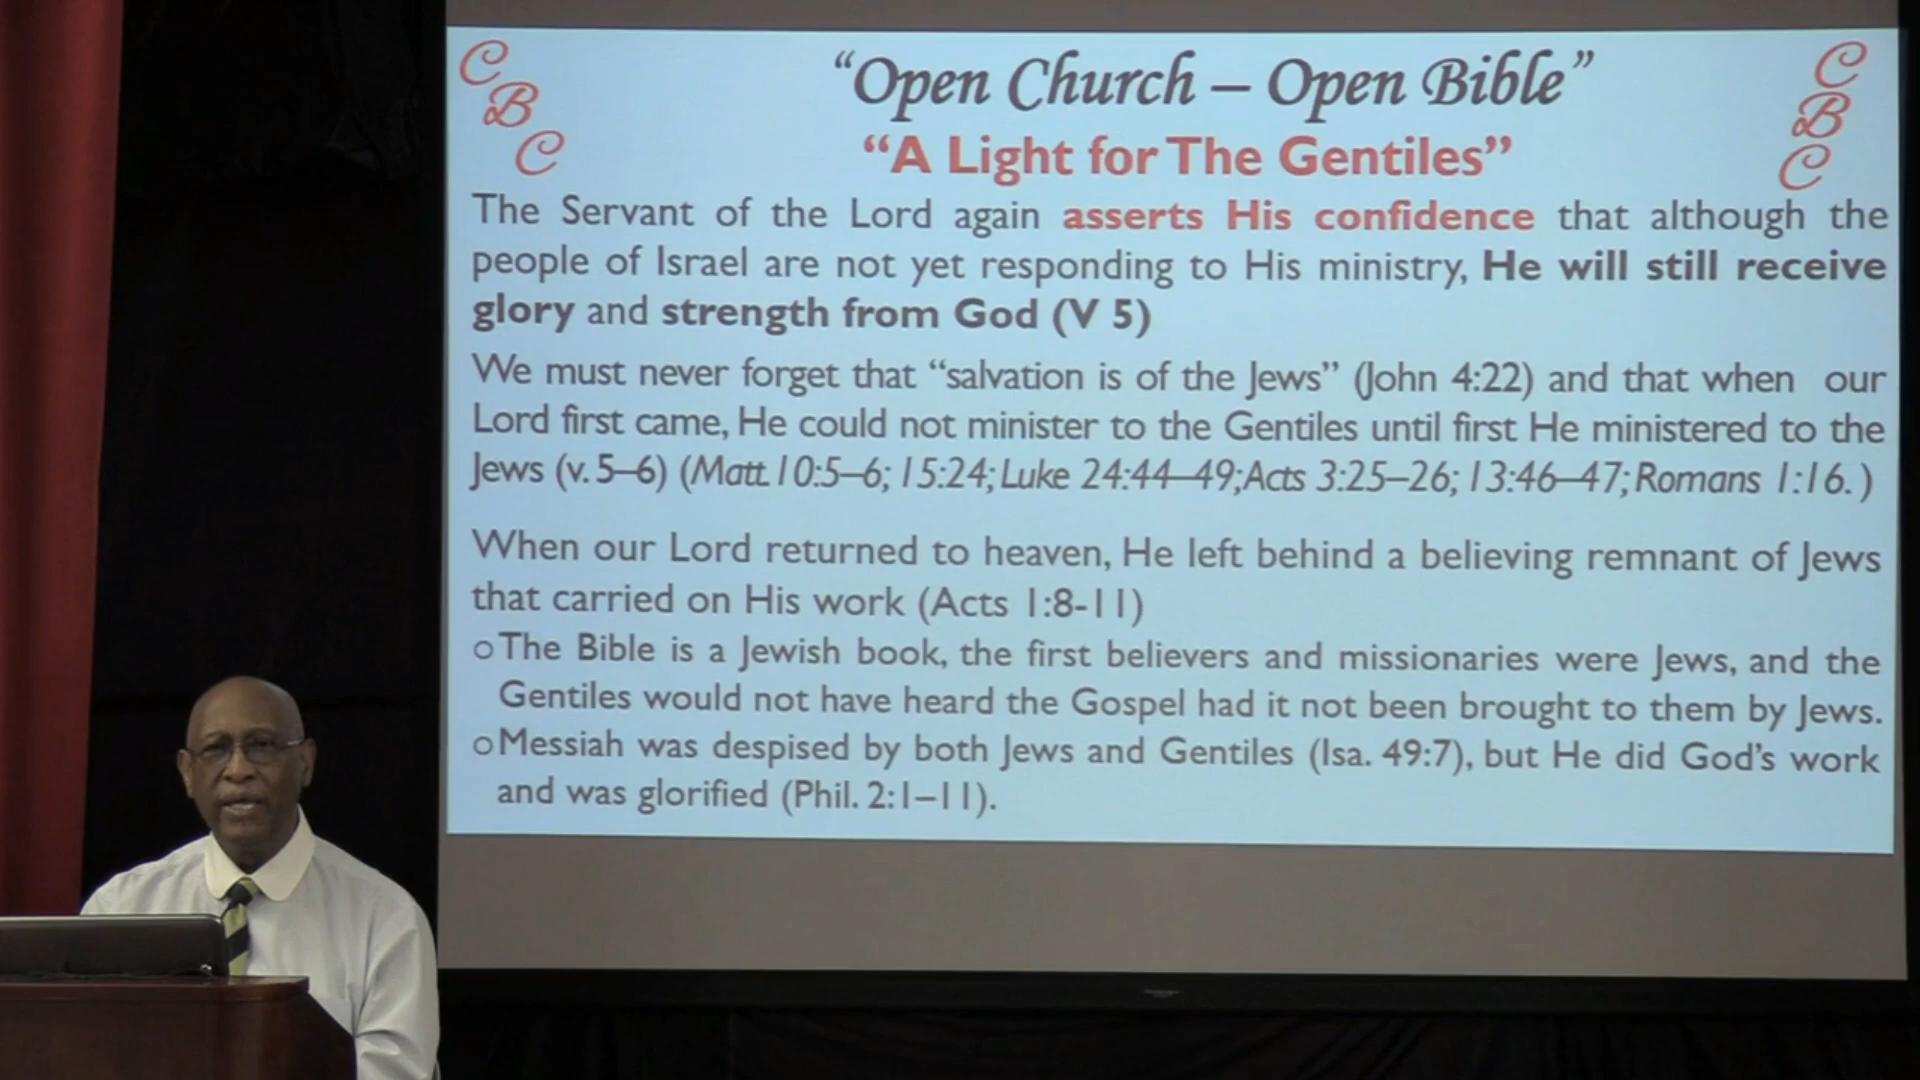 C
B
C
“Open Church – Open Bible”
C
B
C
“A Light for The Gentiles”
The Servant of the Lord again asserts His confidence that although the
people of Israel are not yet responding to His ministry, He will still receive
glory and strength from God (V 5)
We must never forget that “salvation is of the Jews” (John 4:22) and that when our
Lord first came, He could not minister to the Gentiles until first He ministered to the
Jews (v. 5–6) (Matt. 10:5–6; 15:24; Luke 24:44–49; Acts 3:25–26; 13:46–47; Romans 1:16. )
When our Lord returned to heaven, He left behind a believing remnant of Jews
that carried on His work (Acts 1:8-11)
o The Bible is a Jewish book, the first believers and missionaries were Jews, and the
Gentiles would not have heard the Gospel had it not been brought to them by Jews.
o Messiah was despised by both Jews and Gentiles (Isa. 49:7), but He did God’s work
and was glorified (Phil. 2:1–11).